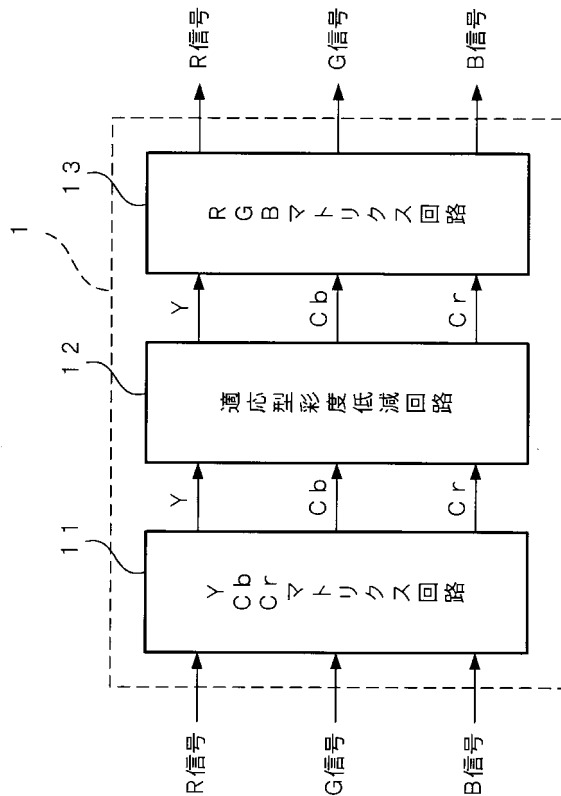 1
11
12
13
R信号
G信号
B信号
YCbCrマトリクス回路
Y
Cb
Cr
適応型彩度低減回路
Y
Cb
Cr
RGBマトリクス回路
R信号
G信号
B信号